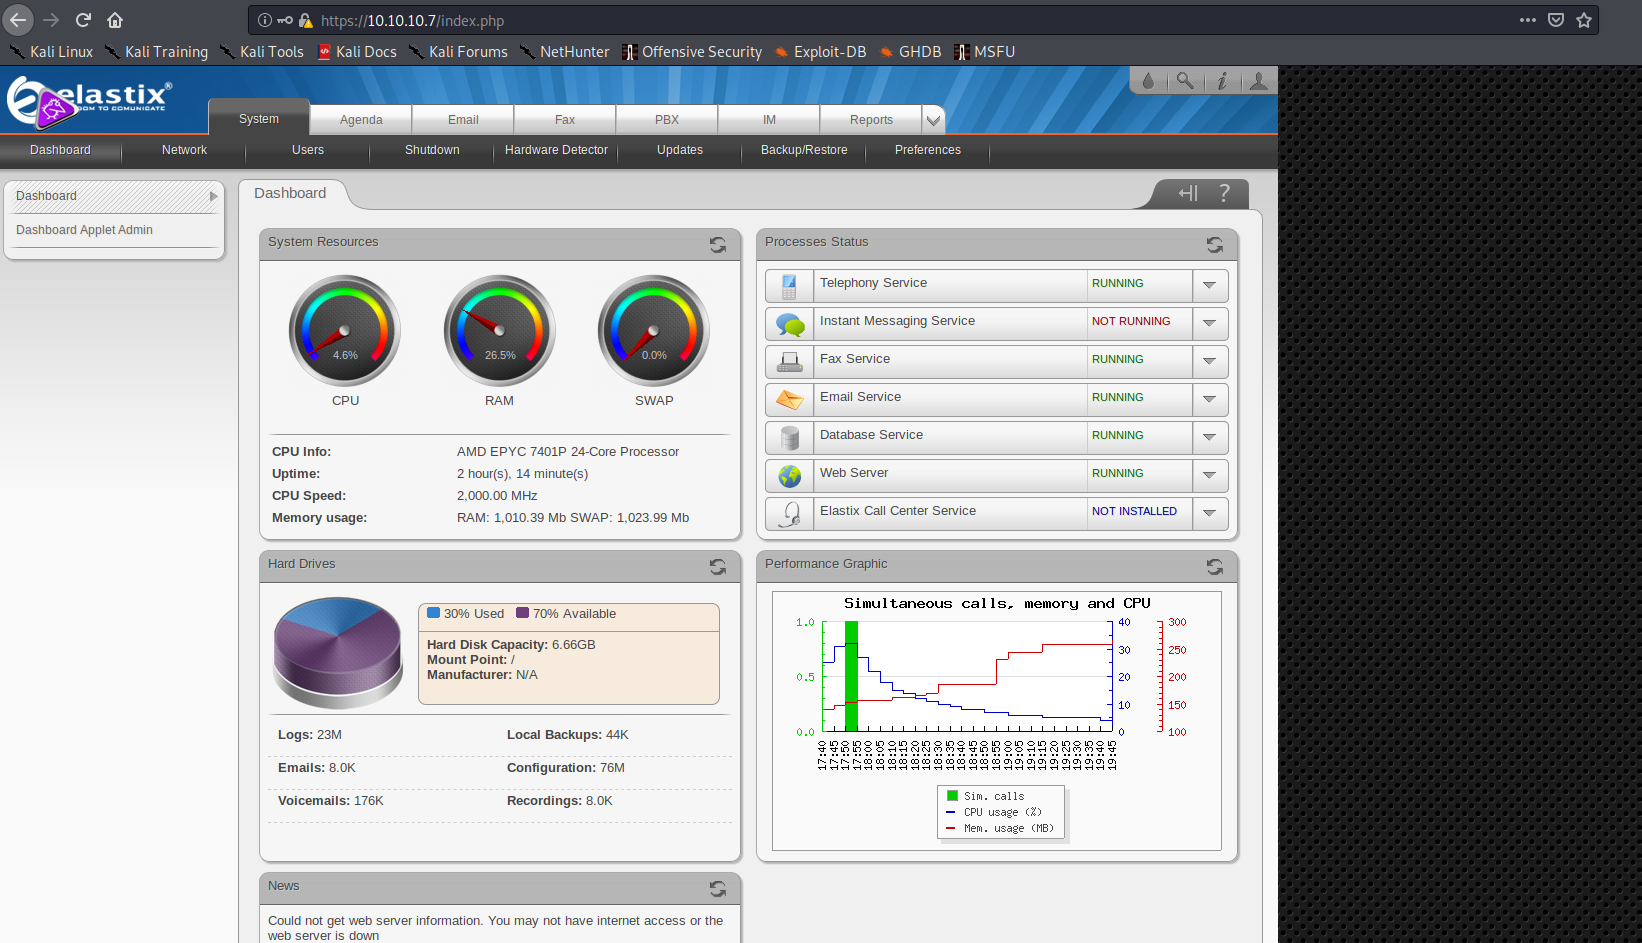 https://10.10.10.7/index.php
Kali Linux Kali Training Kali Tools Kali Docs Kali Forums NetHunter Offensive Security Exploit-DB GHDB MSFU
elastix®
DOM TO COMUNICATE
System Agenda Email Fax PBX IM Reports
Dashboard Network Users Shutdown Hardware Detector Updates Backup/Restore Preferences
Dashboard
Dashboard Applet Admin
Dashboard
?
System Resources
4.6% 26.5% 0.0%
CPU RAM SWAP
CPU Info: AMD EPYC 7401P 24-Core Processor
Uptime: 2 hour(s), 14 minute(s)
CPU Speed: 2,000.00 MHz
Memory usage: RAM: 1,010.39 Mb SWAP: 1,023.99 Mb
Processes Status
Telephony Service RUNNING
Instant Messaging Service NOT RUNNING
Fax Service RUNNING
Email Service RUNNING
Database Service RUNNING
Web Server RUNNING
Elastix Call Center Service NOT INSTALLED
Hard Drives
30% Used 70% Available
Hard Disk Capacity: 6.66GB
Mount Point: /
Manufacturer: N/A
Logs: 23M Local Backups: 44K
Emails: 8.0K Configuration: 76M
Voicemails: 176K Recordings: 8.0K
Performance Graphic
Simultaneous calls, memory and CPU
1.0 40 300
30 250
0.5 20 200
10 150
0.0 0 100
17:40 17:45 17:50 17:55 18:00 18:05 18:10 18:15 18:20 18:25 18:30 18:35 18:40 18:45 18:50 18:55 19:00 19:05 19:10 19:15 19:20 19:25 19:30 19:35 19:40 19:45
Sim. calls
CPU usage (%)
Mem. usage (MB)
News
Could not get web server information. You may not have internet access or the
web server is down